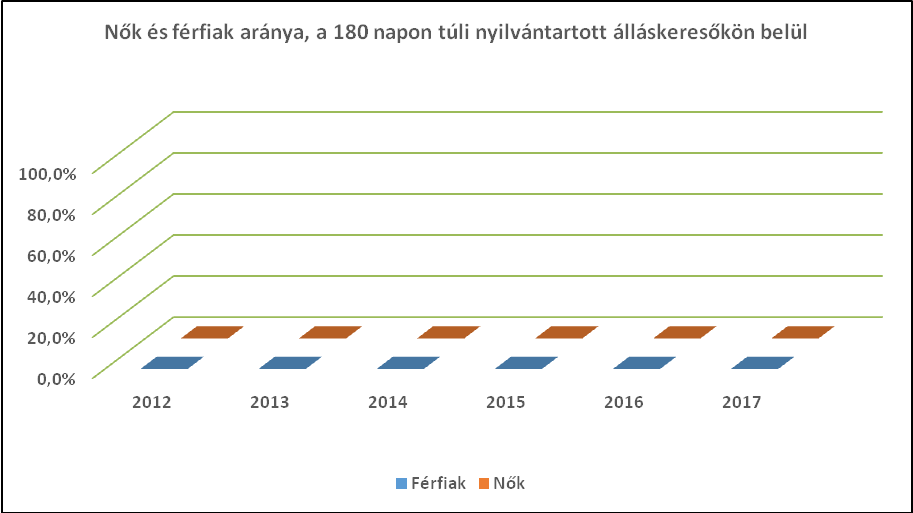 Nők és férfiak aránya, a 180 napon túli nyilvántartott álláskeresőkön belül
100,0%
80,0%
60,0%
40,0%
20,0%
0,0%
2012 2013 2014 2015 2016 2017
Férfiak Nők